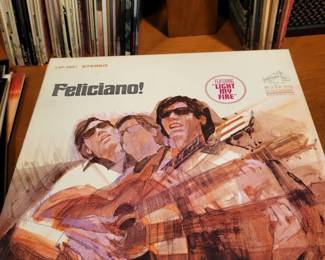 STEREO
Feliciano!
FEATURING
"LIGHT
MY
FIRE"